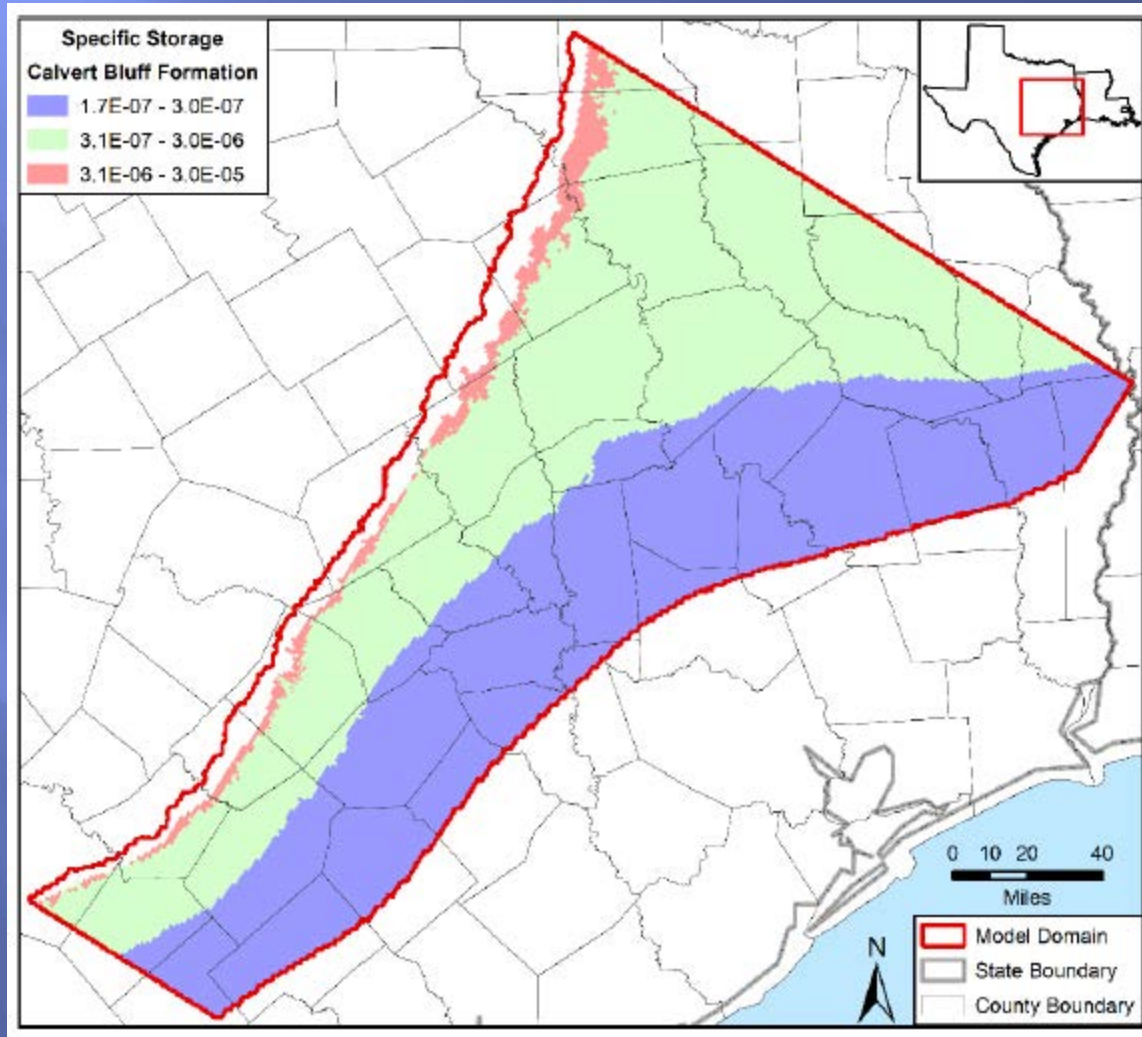 Specific Storage
Calvert Bluff Formation
1.7E-07 - 3.0E-07
3.1E-07 - 3.0E-06
3.1E-06 - 3.0E-05
0 10 20 40
Miles
N
Model Domain
State Boundary
County Boundary